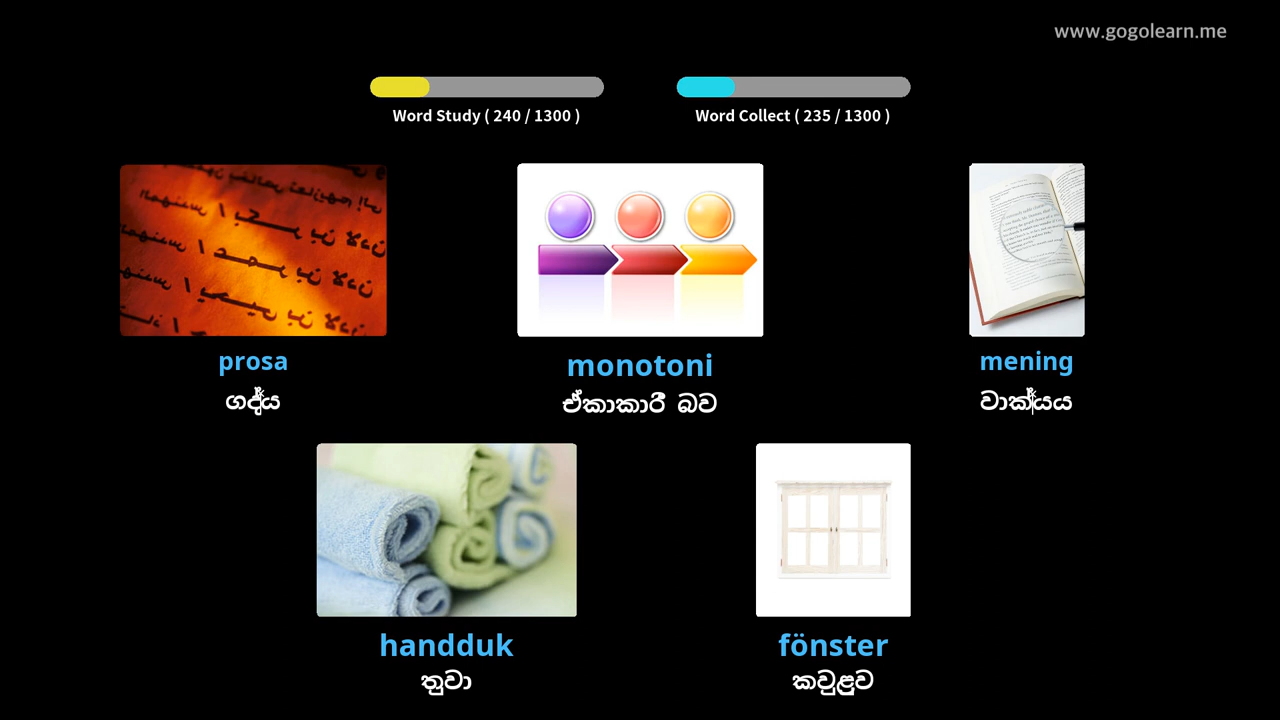 www.gogolearn.me
Word Study ( 240 / 1300 )
Word Collect ( 235 / 1300 )
prosa
ගද්‍ය
monotoni
ඒකාකාරී බව
mening
වාක්‍යය
handduk
තුවා
fönster
කවුළුව